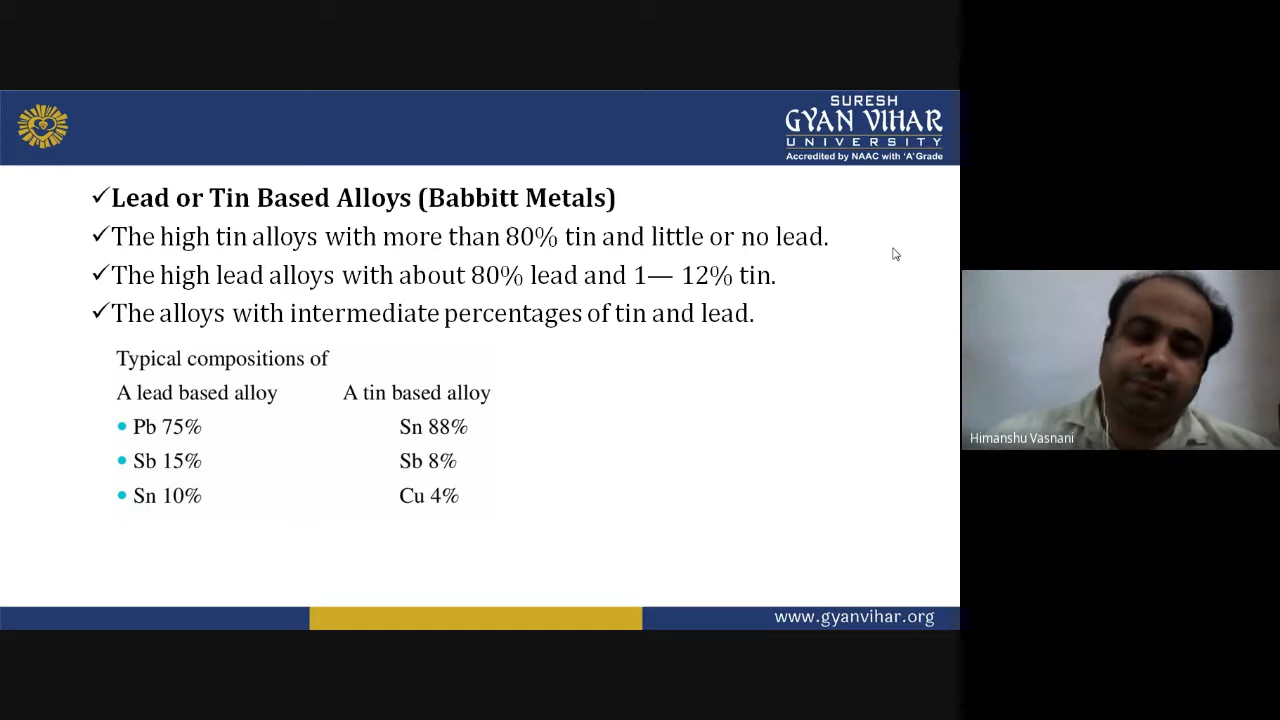 SURESH
GYAN VIHAR
UNIVERSITY
Accredited by NAAC with 'A' Grade
✓Lead or Tin Based Alloys (Babbitt Metals)
✓The high tin alloys with more than 80% tin and little or no lead.
✓The high lead alloys with about 80% lead and 1— 12% tin.
✓The alloys with intermediate percentages of tin and lead.
Typical compositions of
A lead based alloy A tin based alloy
• Pb 75% Sn 88%
• Sb 15% Sb 8%
• Sn 10% Cu 4%
Himanshu Vasnani
www.gyanvihar.org